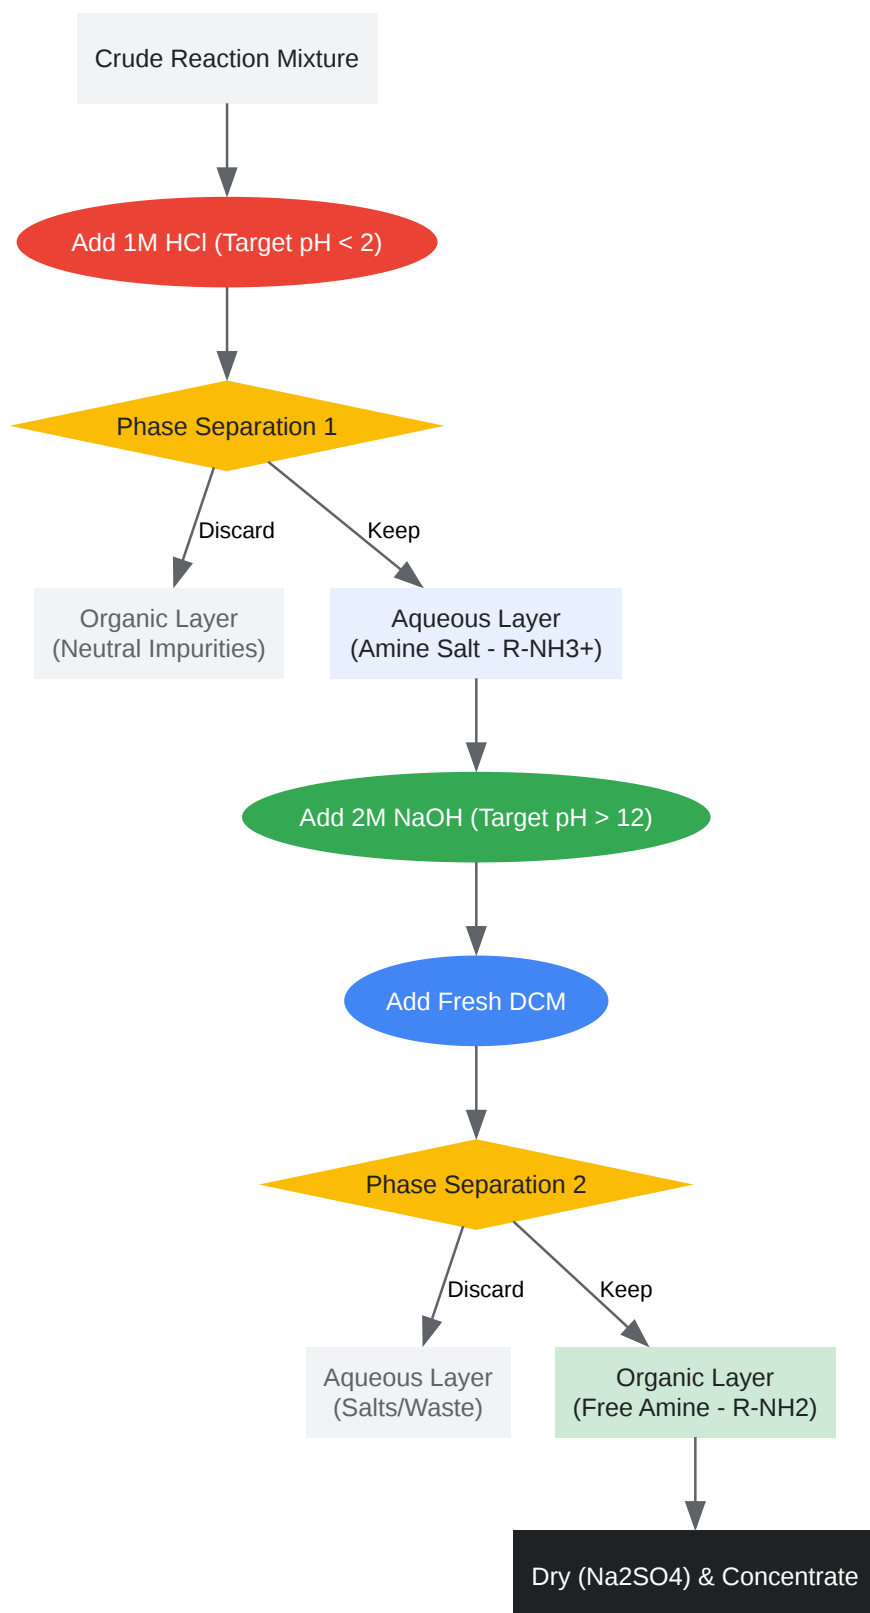 Crude Reaction Mixture
Add 1M HCl (Target pH < 2)
Phase Separation 1
Discard
Keep
Organic Layer
(Neutral Impurities)
Aqueous Layer
(Amine Salt - R-NH3+)
Add 2M NaOH (Target pH > 12)
Add Fresh DCM
Phase Separation 2
Discard
Keep
Aqueous Layer
(Salts/Waste)
Organic Layer
(Free Amine - R-NH2)
Dry (Na2SO4) & Concentrate